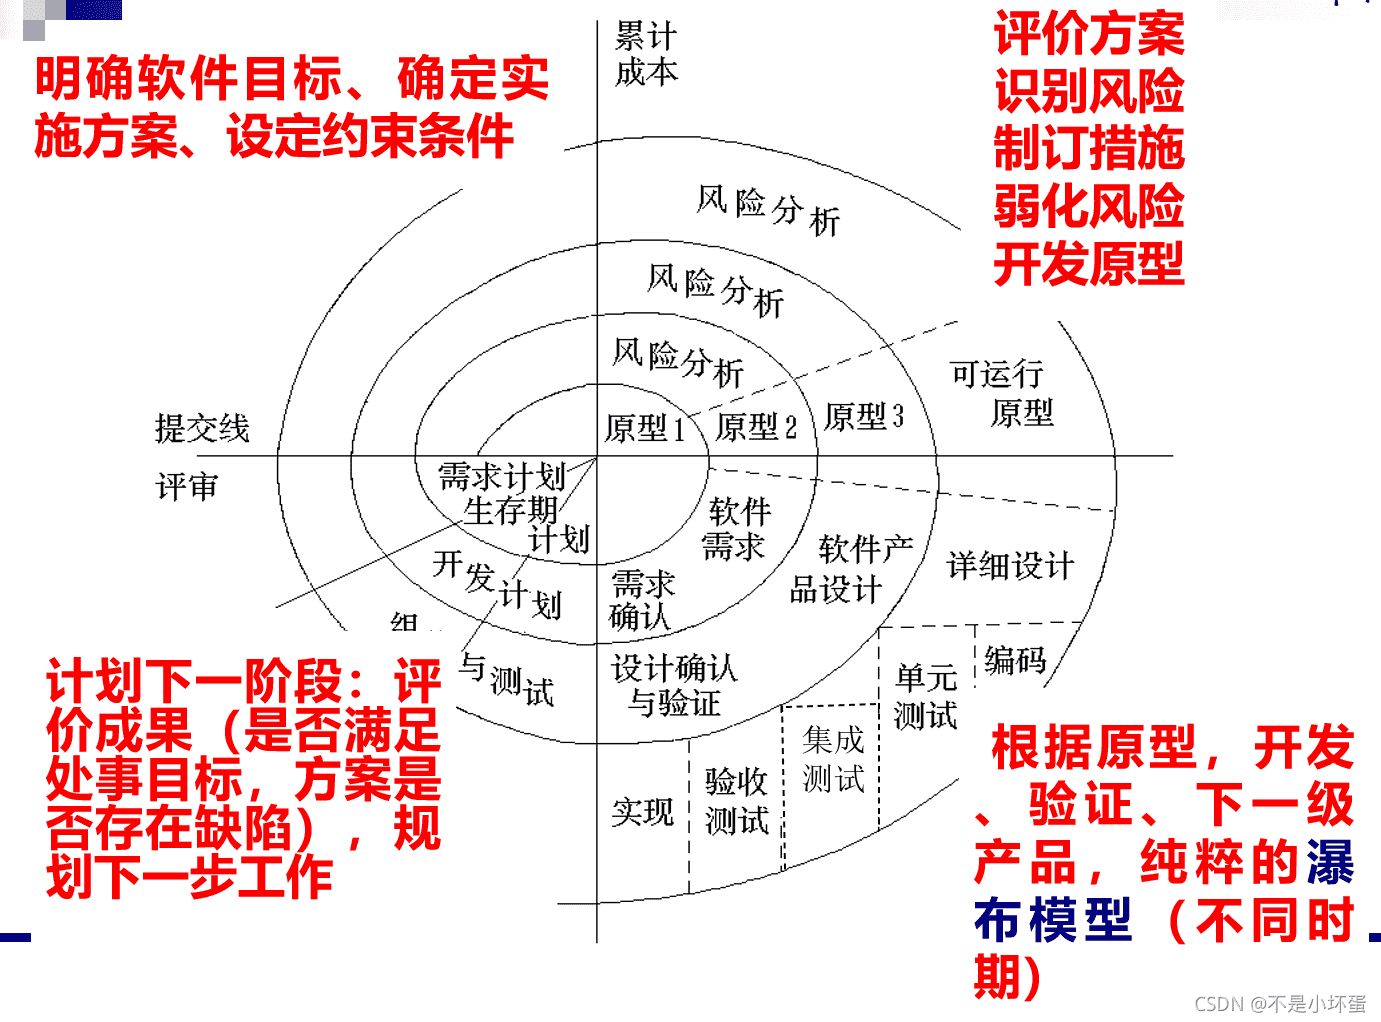 累计
成本
明确软件目标、确定实
施方案、设定约束条件
评价方案
识别风险
制订措施
弱化风险
开发原型
风险分析
风险分析
风险分析
可运行
原型
原型1
原型2
原型3
提交线
评审
需求计划
生存期
计划
软件
需求
软件产
品设计
详细设计
开发计划
需求
确认
组
与测试
设计确认
与验证
单元
测试
编码
集成
测试
验收
测试
实现
计划下一阶段：评
价成果（是否满足
处事目标，方案是
否存在缺陷），规
划下一步工作
根据原型，开发
、验证、下一级
产品，纯粹的瀑
布模型（不同时
期）
CSDN @不是小坏蛋